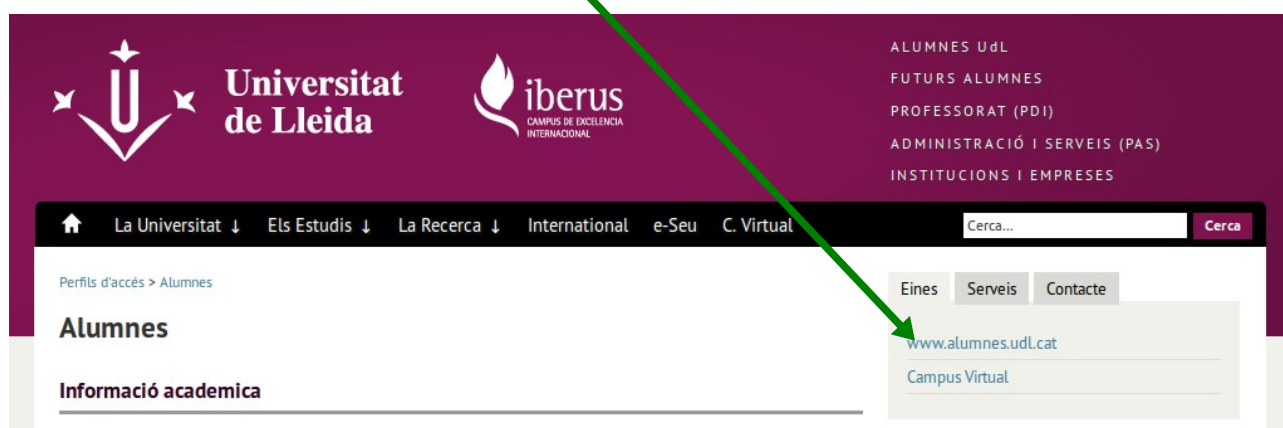 Universitat
de Lleida
iberus
CAMPUS DE EXCELENCIA
INTERNACIONAL
ALUMNES UdL
FUTURS ALUMNES
PROFESSORAT (PDI)
ADMINISTRACIÓ I SERVEIS (PAS)
INSTITUCIONS I EMPRESES
La Universitat ↓ Els Estudis ↓ La Recerca ↓ International e-Seu C. Virtual Cerca... Cerca
Perfils d'accés > Alumnes
Alumnes
Informació academica
Eines Serveis Contacte
www.alumnes.udl.cat
Campus Virtual